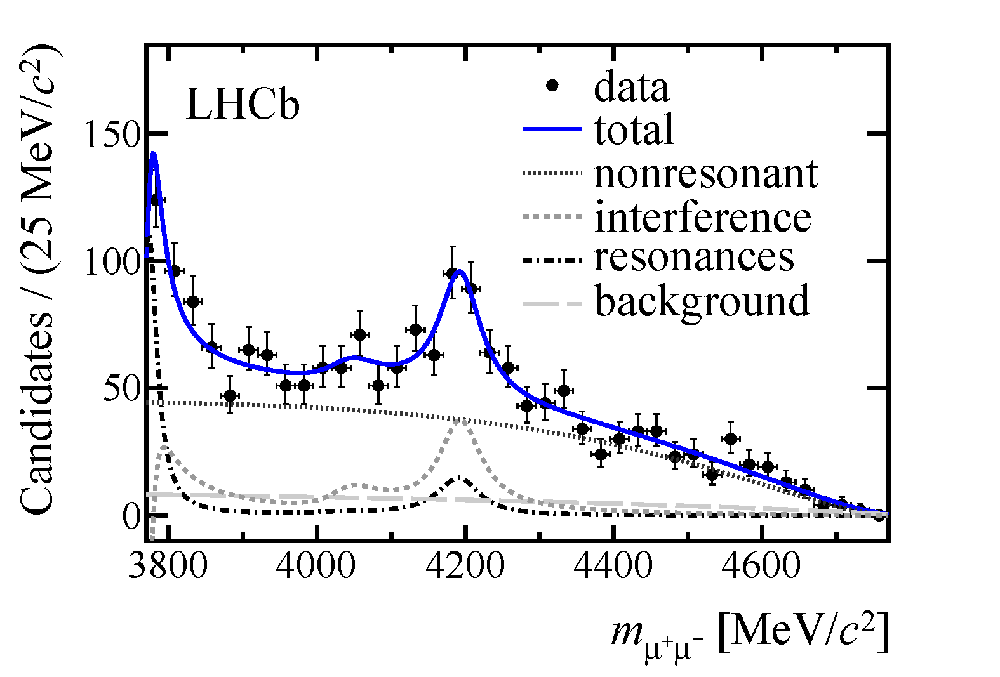 Candidates / (25 MeV/c²)
LHCb
data
total
nonresonant
interference
resonances
background
150
100
50
0
3800 4000 4200 4400 4600
mμ⁺μ⁻ [MeV/c²]